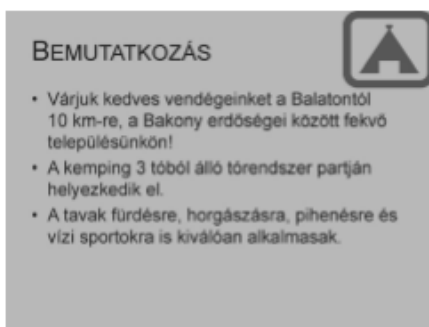 BEMUTATKOZÁS
• Várjuk kedves vendégeinket a Balatontól
10 km-re, a Bakony erdőségei között fekvő
településünkön!
• A kemping 3 tóból álló tórendszer partján
helyezkedik el.
• A tavak fürdésre, horgászásra, pihenésre és
vízi sportokra is kiválóan alkalmasak.